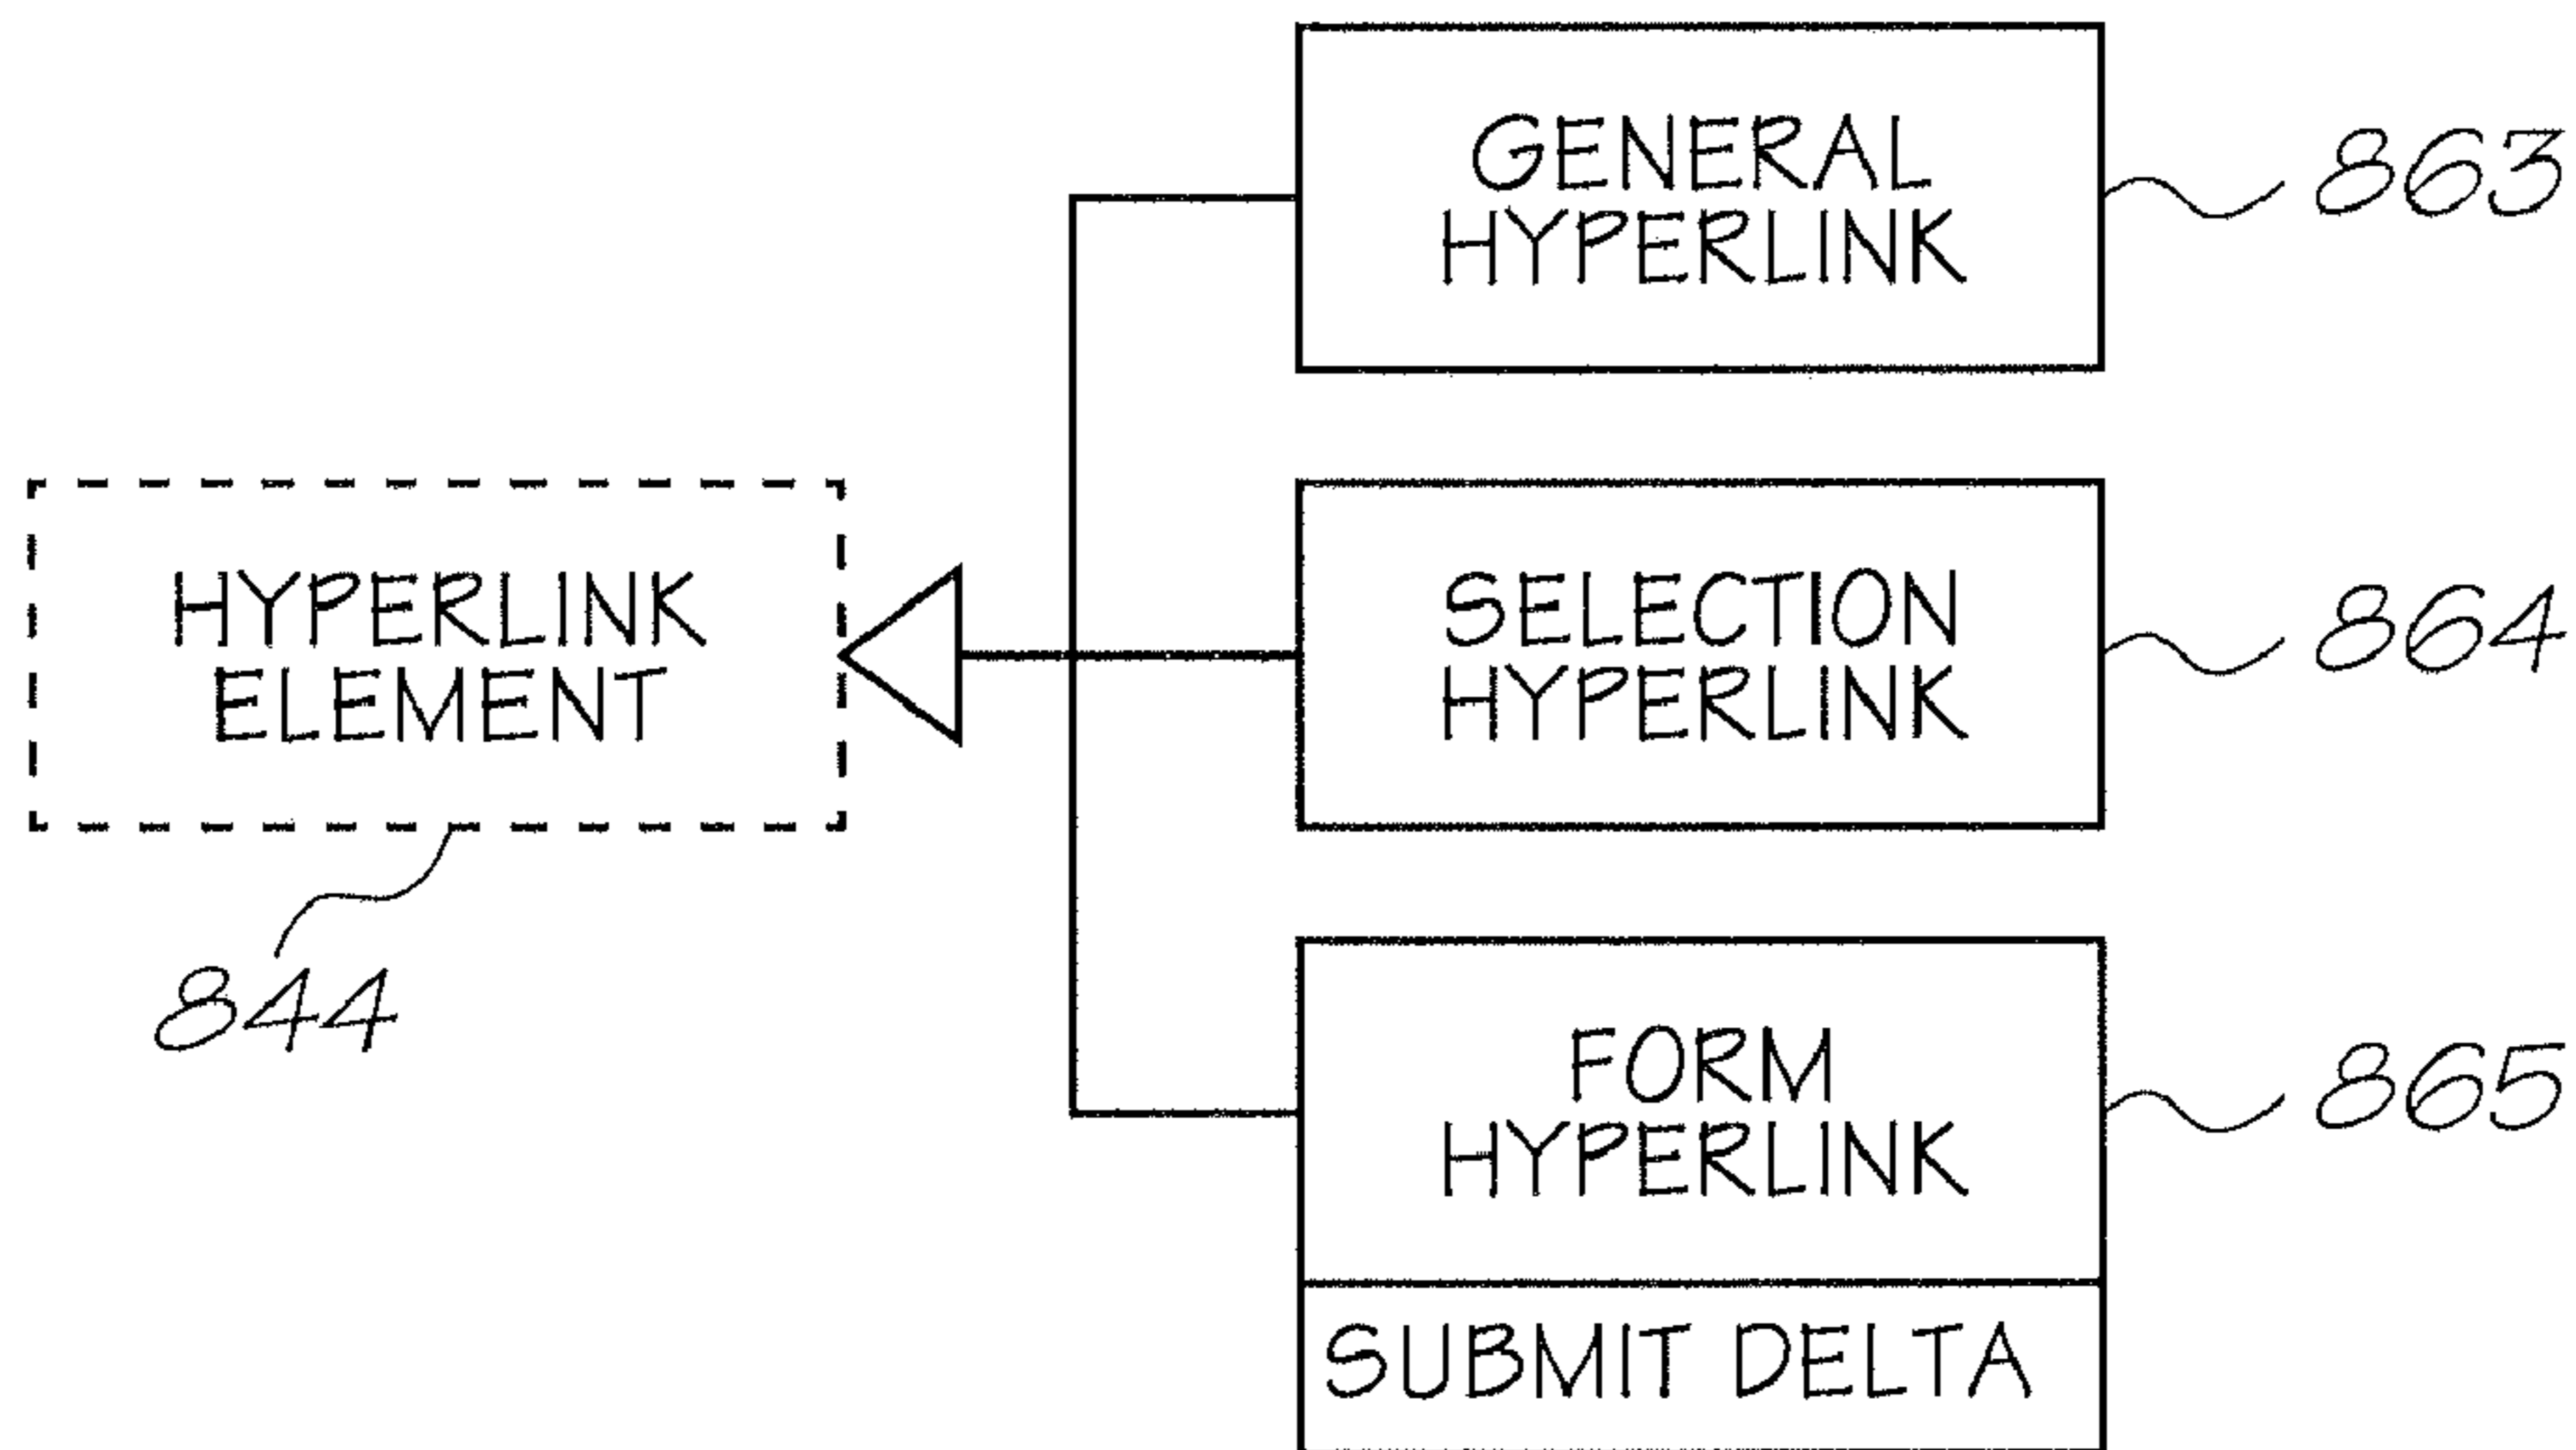 GENERAL
HYPERLINK
863
HYPERLINK
ELEMENT
844
SELECTION
HYPERLINK
864
FORM
HYPERLINK
865
SUBMIT DELTA